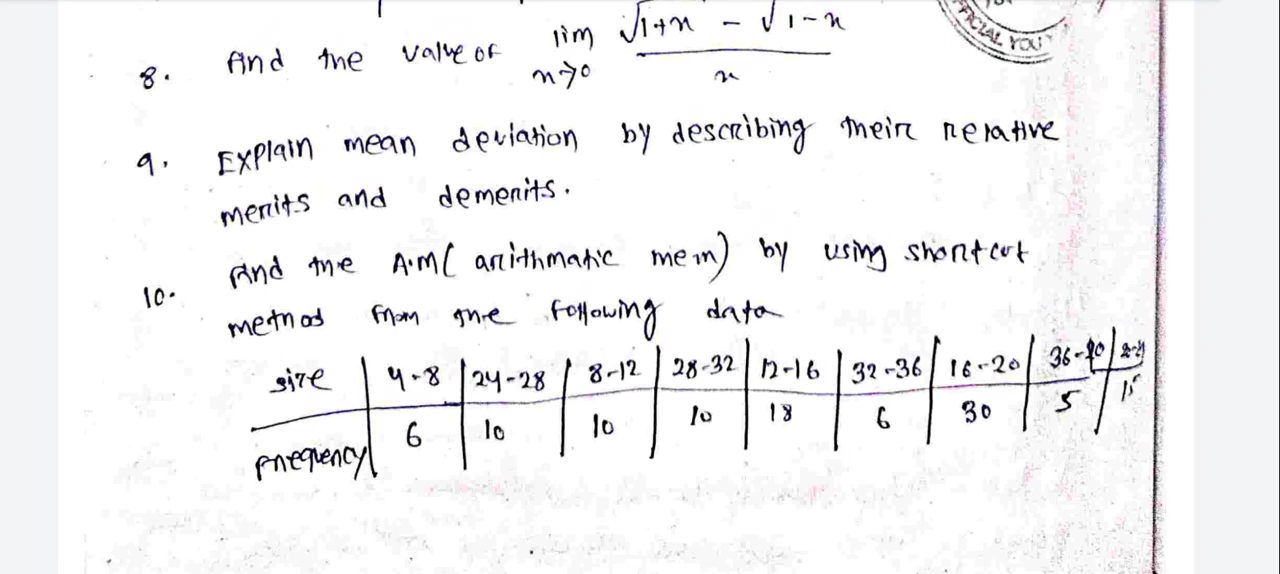 8. find the value of lim x→0 √1+x - √1-x / x
9. Explain mean deviation by describing their relative
merits and demerits.
10. find the A.M( arithmatic mean) by using shortcut
method from the following data
size | 4-8 | 24-28 | 8-12 | 28-32 | 12-16 | 32-36 | 16-20 | 36-40
frequency | 6 | 10 | 10 | 10 | 18 | 6 | 30 | 5 | 15